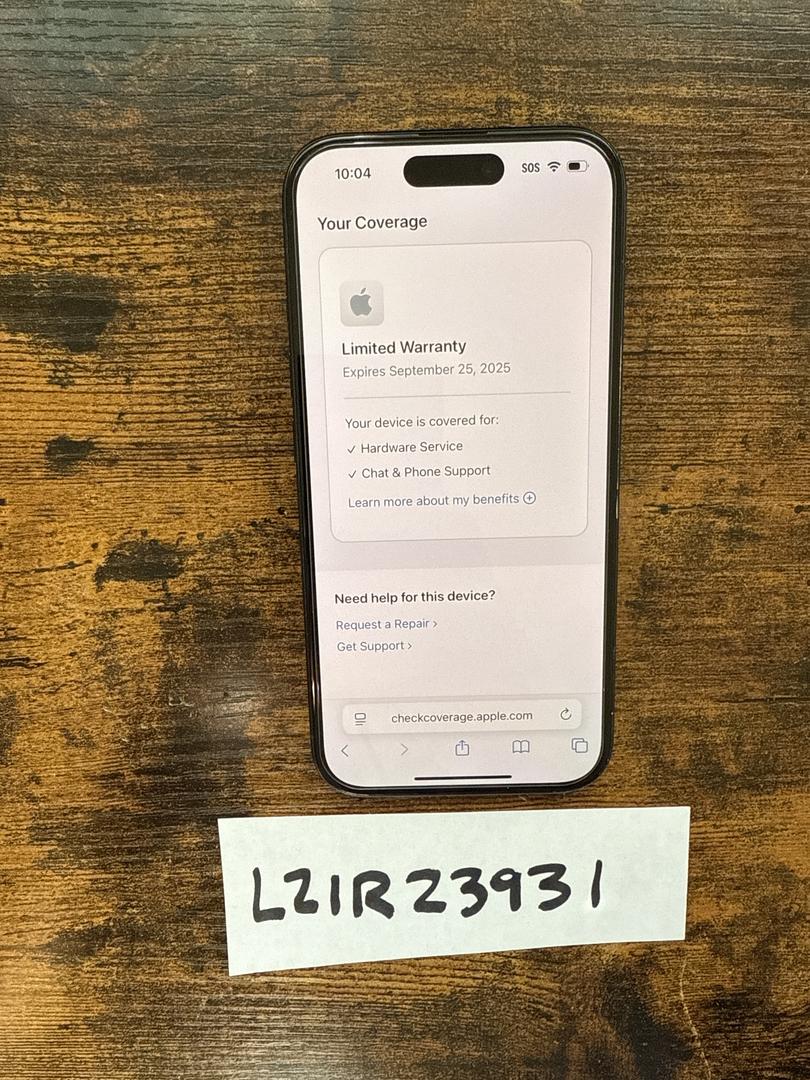 10:04
SOS
Your Coverage
Limited Warranty
Expires September 25, 2025
Your device is covered for:
✓ Hardware Service
✓ Chat & Phone Support
Learn more about my benefits
Need help for this device?
Request a Repair ›
Get Support ›
checkcoverage.apple.com
LZIRZ3931